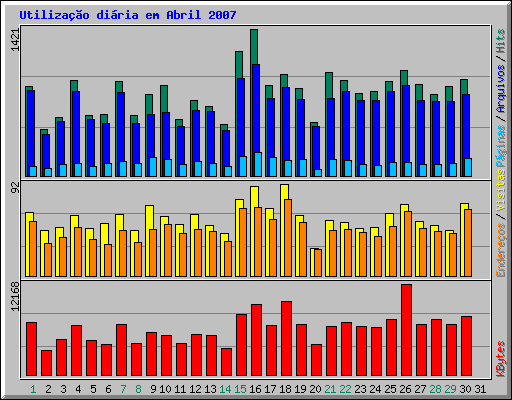 Utilização diária em Abril 2007
1421
92
12168
KBytes
Endereços / Visitas
Páginas / Arquivos / Hits
1 2 3 4 5 6 7 8 9 10 11 12 13 14 15 16 17 18 19 20 21 22 23 24 25 26 27 28 29 30 31